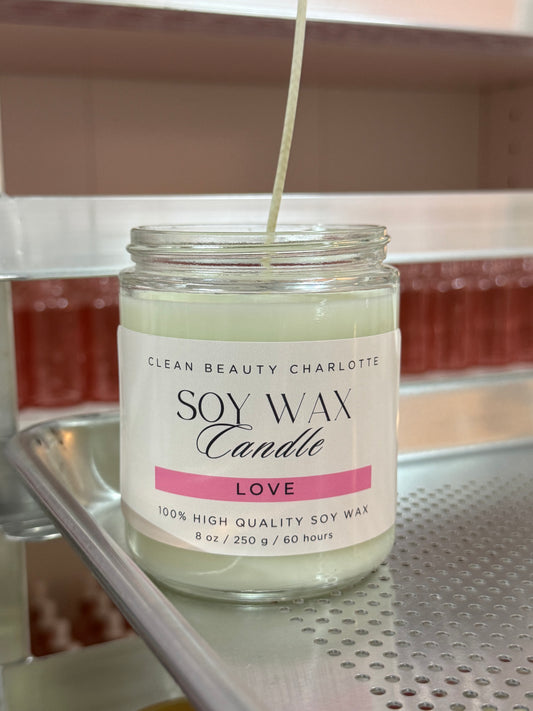 CLEAN BEAUTY CHARLOTTE
SOY WAX
Candle
LOVE
100% HIGH QUALITY SOY WAX
8 oz / 250 g / 60 hours